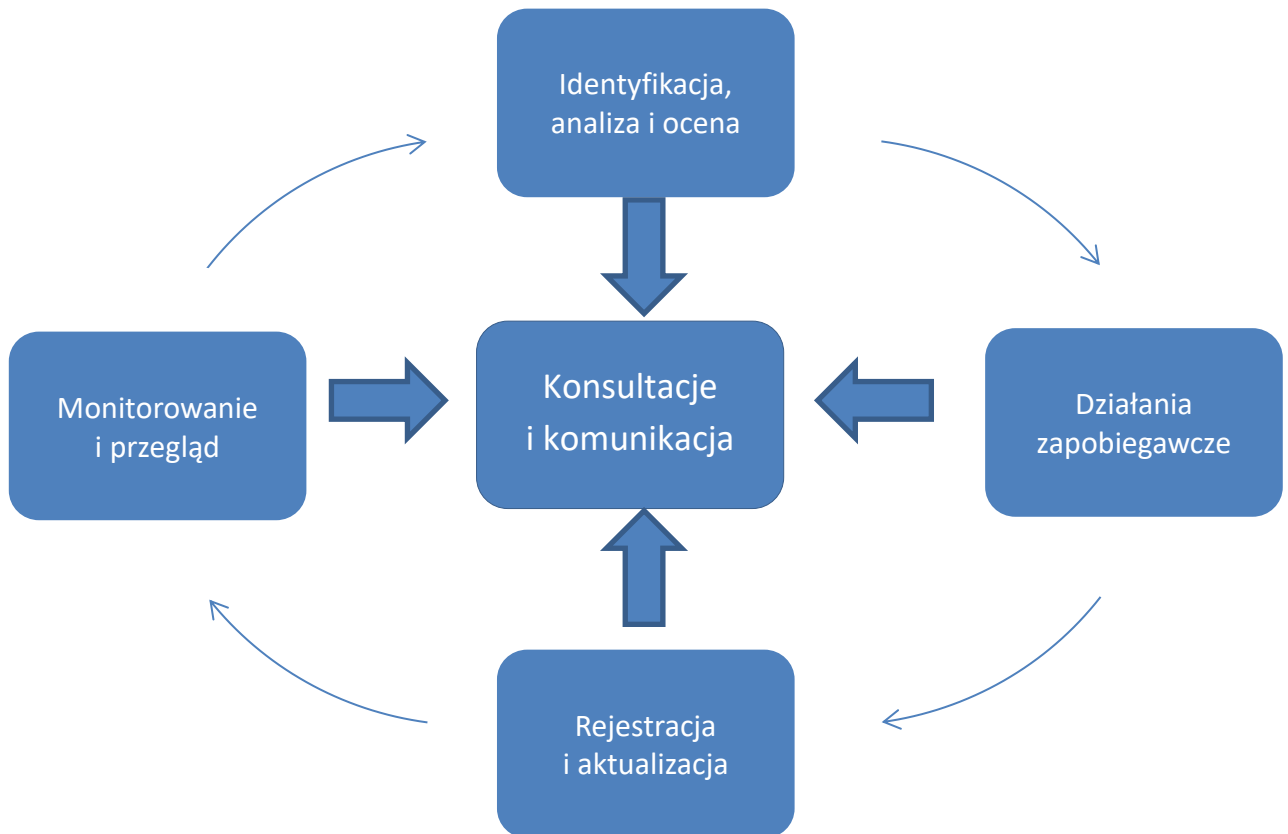 Identyfikacja,
analiza i ocena
Monitorowanie
i przegląd
Konsultacje
i komunikacja
Działania
zapobiegawcze
Rejestracja
i aktualizacja